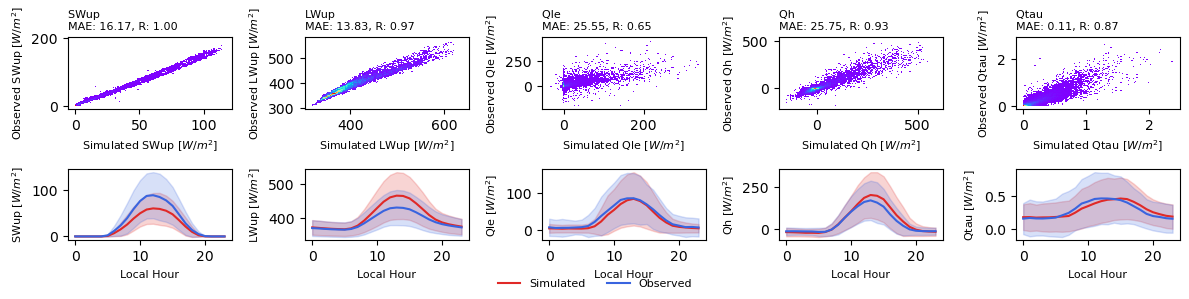 SWup
MAE: 16.17, R: 1.00
Observed SWup [W/m²]
200
0
0
50
100
Simulated SWup [W/m²]
LWup
MAE: 13.83, R: 0.97
Observed LWup [W/m²]
500
400
300
400
600
Simulated LWup [W/m²]
Qle
MAE: 25.55, R: 0.65
Observed Qle [W/m²]
250
0
0
200
Simulated Qle [W/m²]
Qh
MAE: 25.75, R: 0.93
Observed Qh [W/m²]
500
0
0
250
500
Simulated Qh [W/m²]
Qtau
MAE: 0.11, R: 0.87
Observed Qtau [W/m²]
2
0
0
1
2
Simulated Qtau [W/m²]
SWup [W/m²]
100
0
0
10
20
Local Hour
LWup [W/m²]
500
400
0
10
20
Local Hour
Qle [W/m²]
100
0
0
10
20
Local Hour
Qh [W/m²]
250
0
0
10
20
Local Hour
Qtau [W/m²]
0.5
0.0
0
10
20
Local Hour
Simulated
Observed